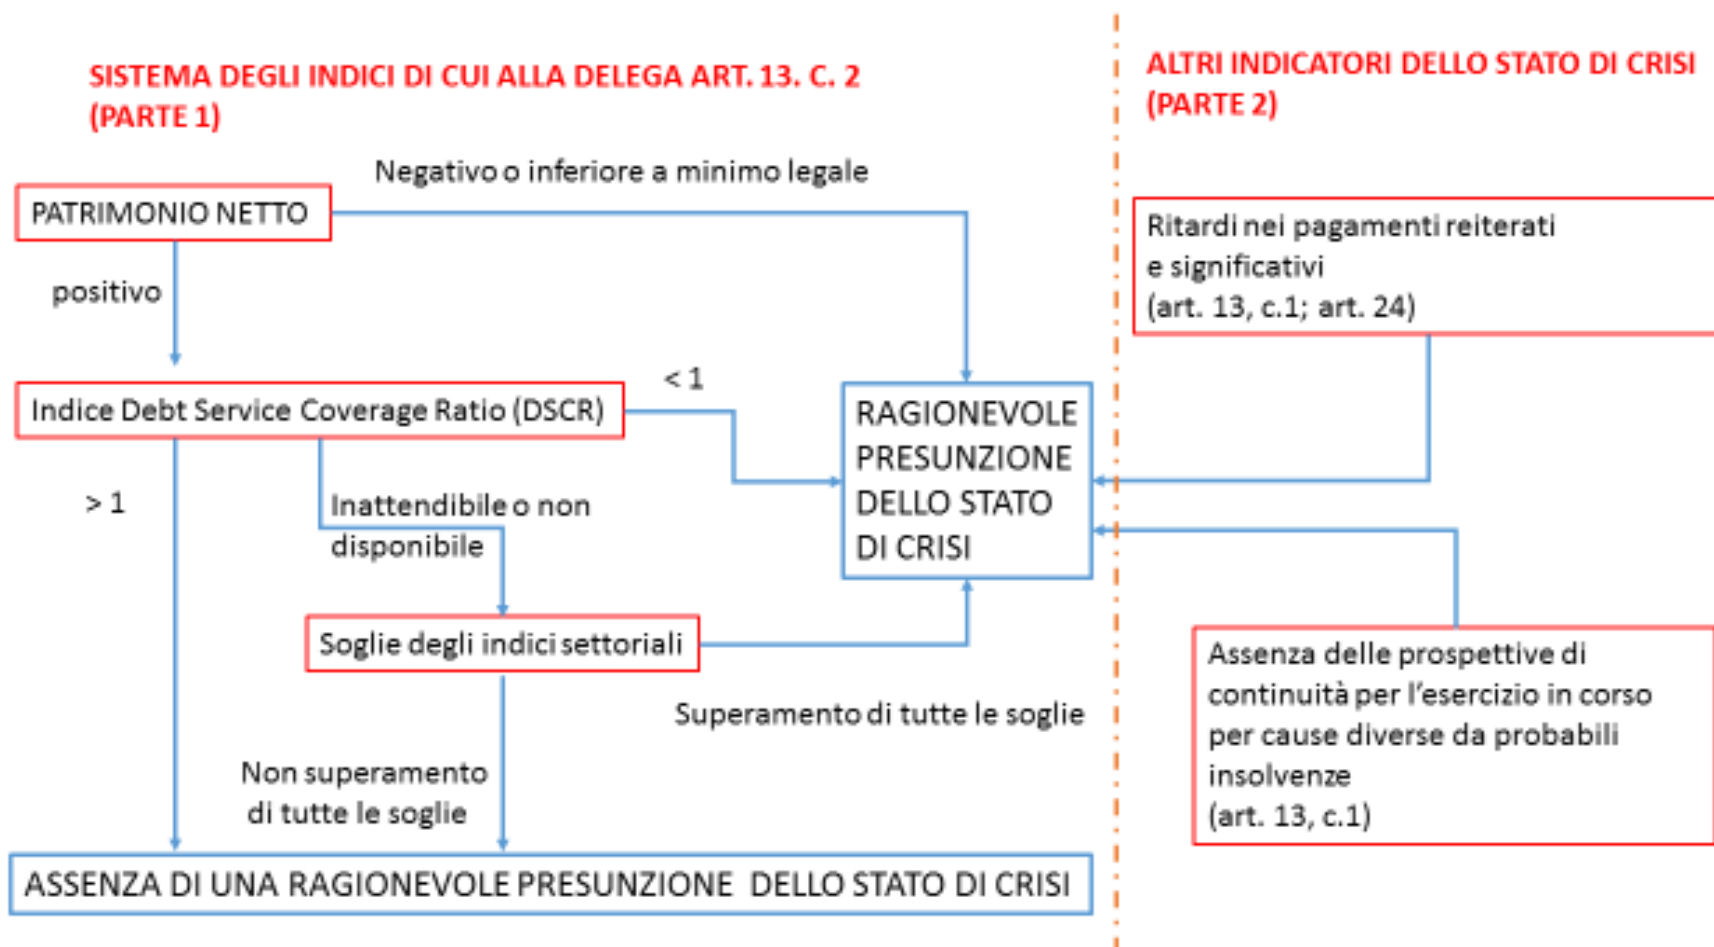 SISTEMA DEGLI INDICI DI CUI ALLA DELEGA ART. 13. C. 2
(PARTE 1)
ALTRI INDICATORI DELLO STATO DI CRISI
(PARTE 2)
Negativo o inferiore a minimo legale
PATRIMONIO NETTO
positivo
Ritardi nei pagamenti reiterati
e significativi
(art. 13, c.1; art. 24)
< 1
Indice Debt Service Coverage Ratio (DSCR)
RAGIONEVOLE
PRESUNZIONE
DELLO STATO
DI CRISI
> 1
Inattendibile o non
disponibile
Soglie degli indici settoriali
Superamento di tutte le soglie
Assenza delle prospettive di
continuità per l'esercizio in corso
per cause diverse da probabili
insolvenze
(art. 13, c.1)
Non superamento
di tutte le soglie
ASSENZA DI UNA RAGIONEVOLE PRESUNZIONE DELLO STATO DI CRISI